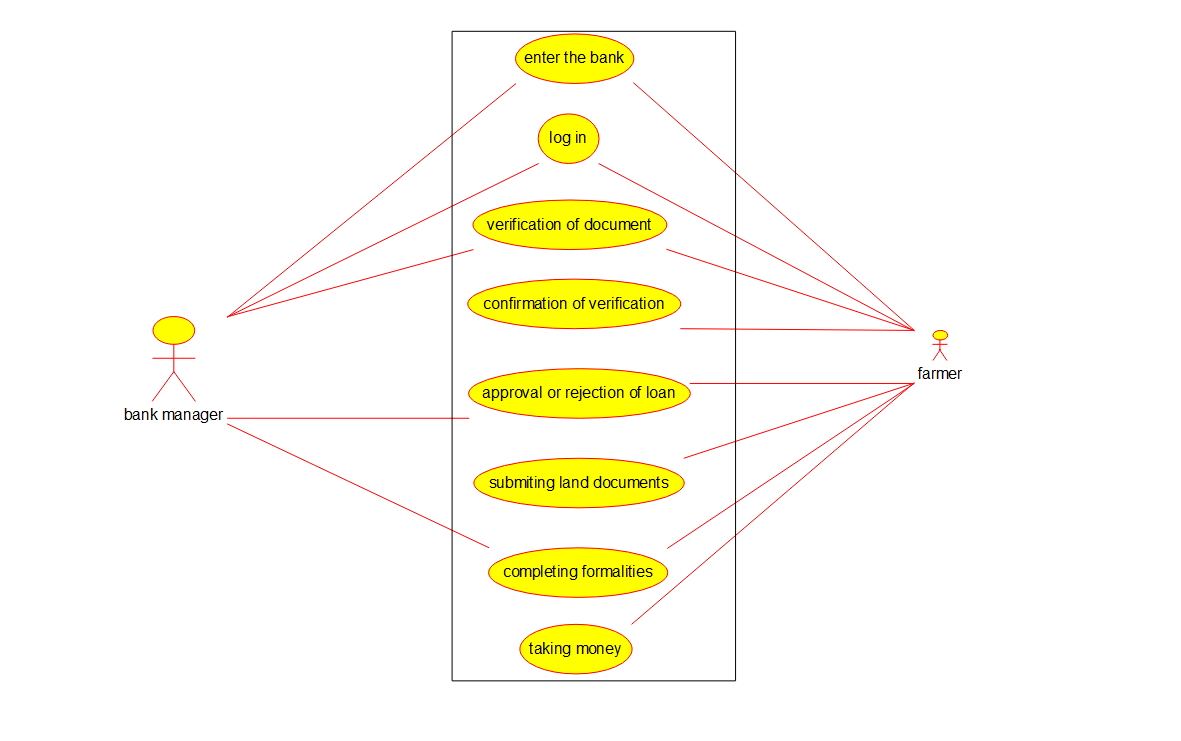 enter the bank
log in
verification of document
confirmation of verification
farmer
approval or rejection of loan
bank manager
submiting land documents
completing formalities
taking money